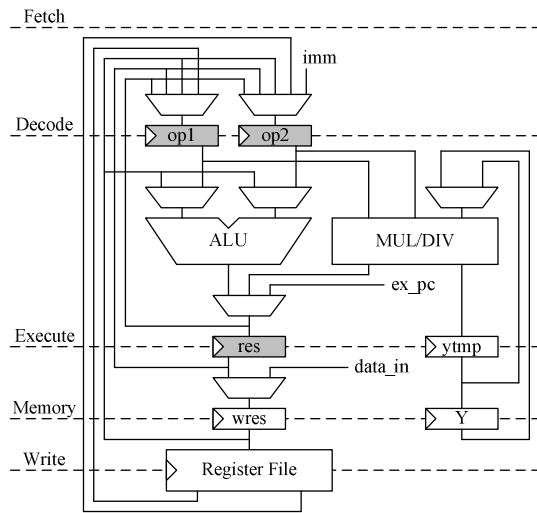 Fetch
imm
Decode
op1
op2
ALU
MUL/DIV
ex_pc
Execute
res
ytmp
data_in
Memory
wres
Y
Write
Register File